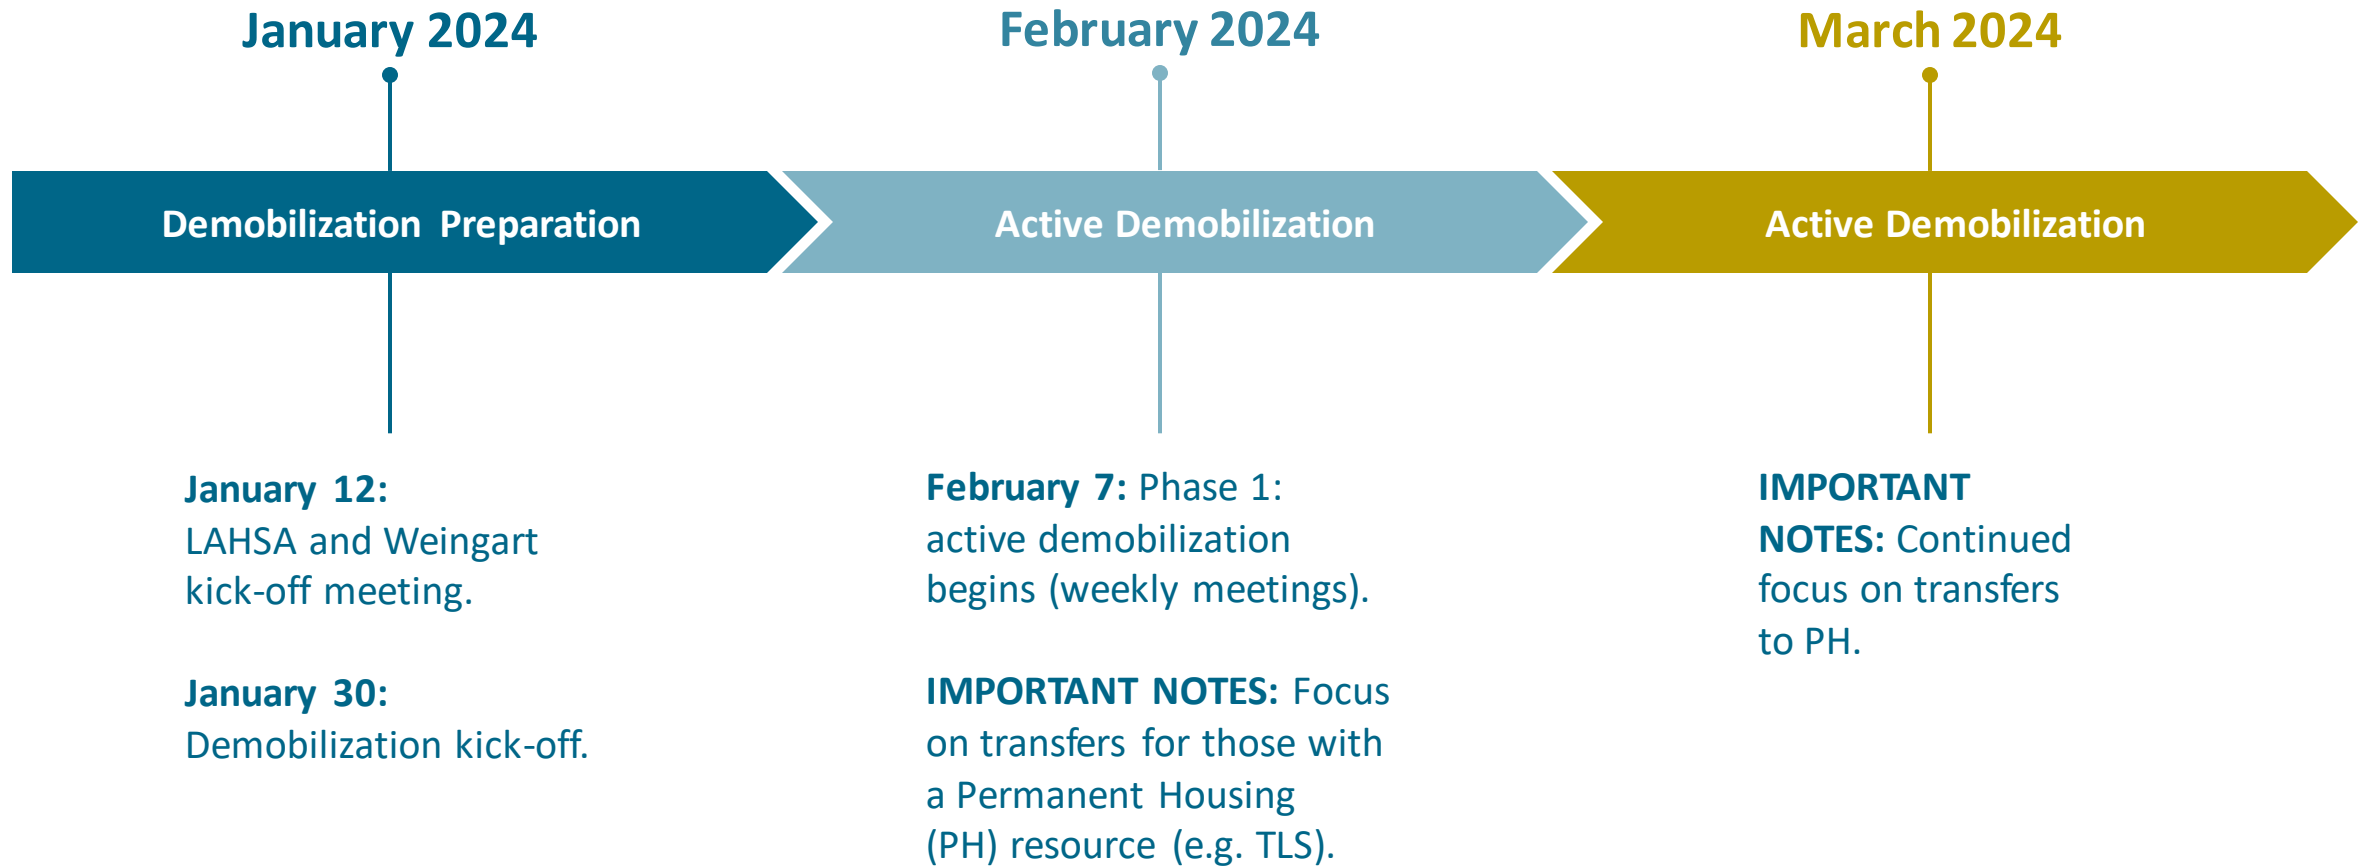 January 2024
February 2024
March 2024
Demobilization Preparation
Active Demobilization
Active Demobilization
January 12:
LAHSA and Weingart
kick-off meeting.
January 30:
Demobilization kick-off.
February 7: Phase 1:
active demobilization
begins (weekly meetings).
IMPORTANT NOTES: Focus
on transfers for those with
a Permanent Housing
(PH) resource (e.g. TLS).
IMPORTANT
NOTES: Continued
focus on transfers
to PH.